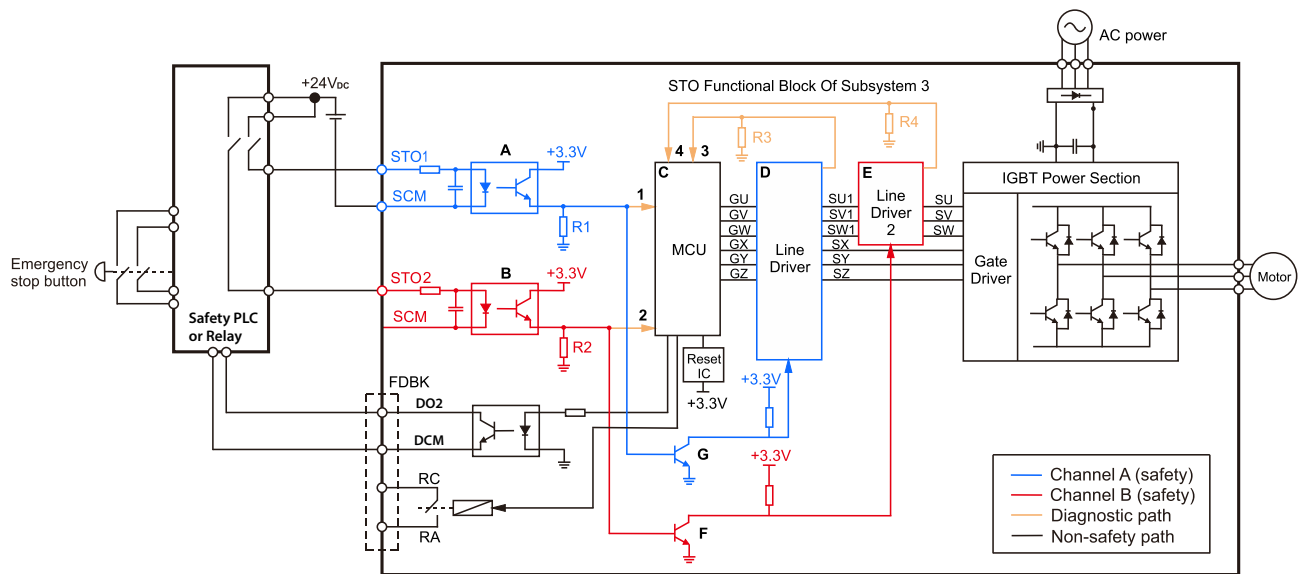 AC power
+24VDC
STO Functional Block Of Subsystem 3
R3
R4
STO1
A
+3.3V
4
3
C
D
E
SCM
1
R1
IGBT Power Section
MCU
GU
GV
GW
GX
GY
GZ
Line
Driver
SU1
SV1
SW1
SX
SY
SZ
Line
Driver
2
SU
SV
SW
Gate
Driver
Motor
Emergency
stop button
Safety PLC
or Relay
STO2
B
+3.3V
SCM
2
R2
Reset
IC
+3.3V
FDBK
DO2
DCM
+3.3V
G
+3.3V
F
RC
RA
Channel A (safety)
Channel B (safety)
Diagnostic path
Non-safety path